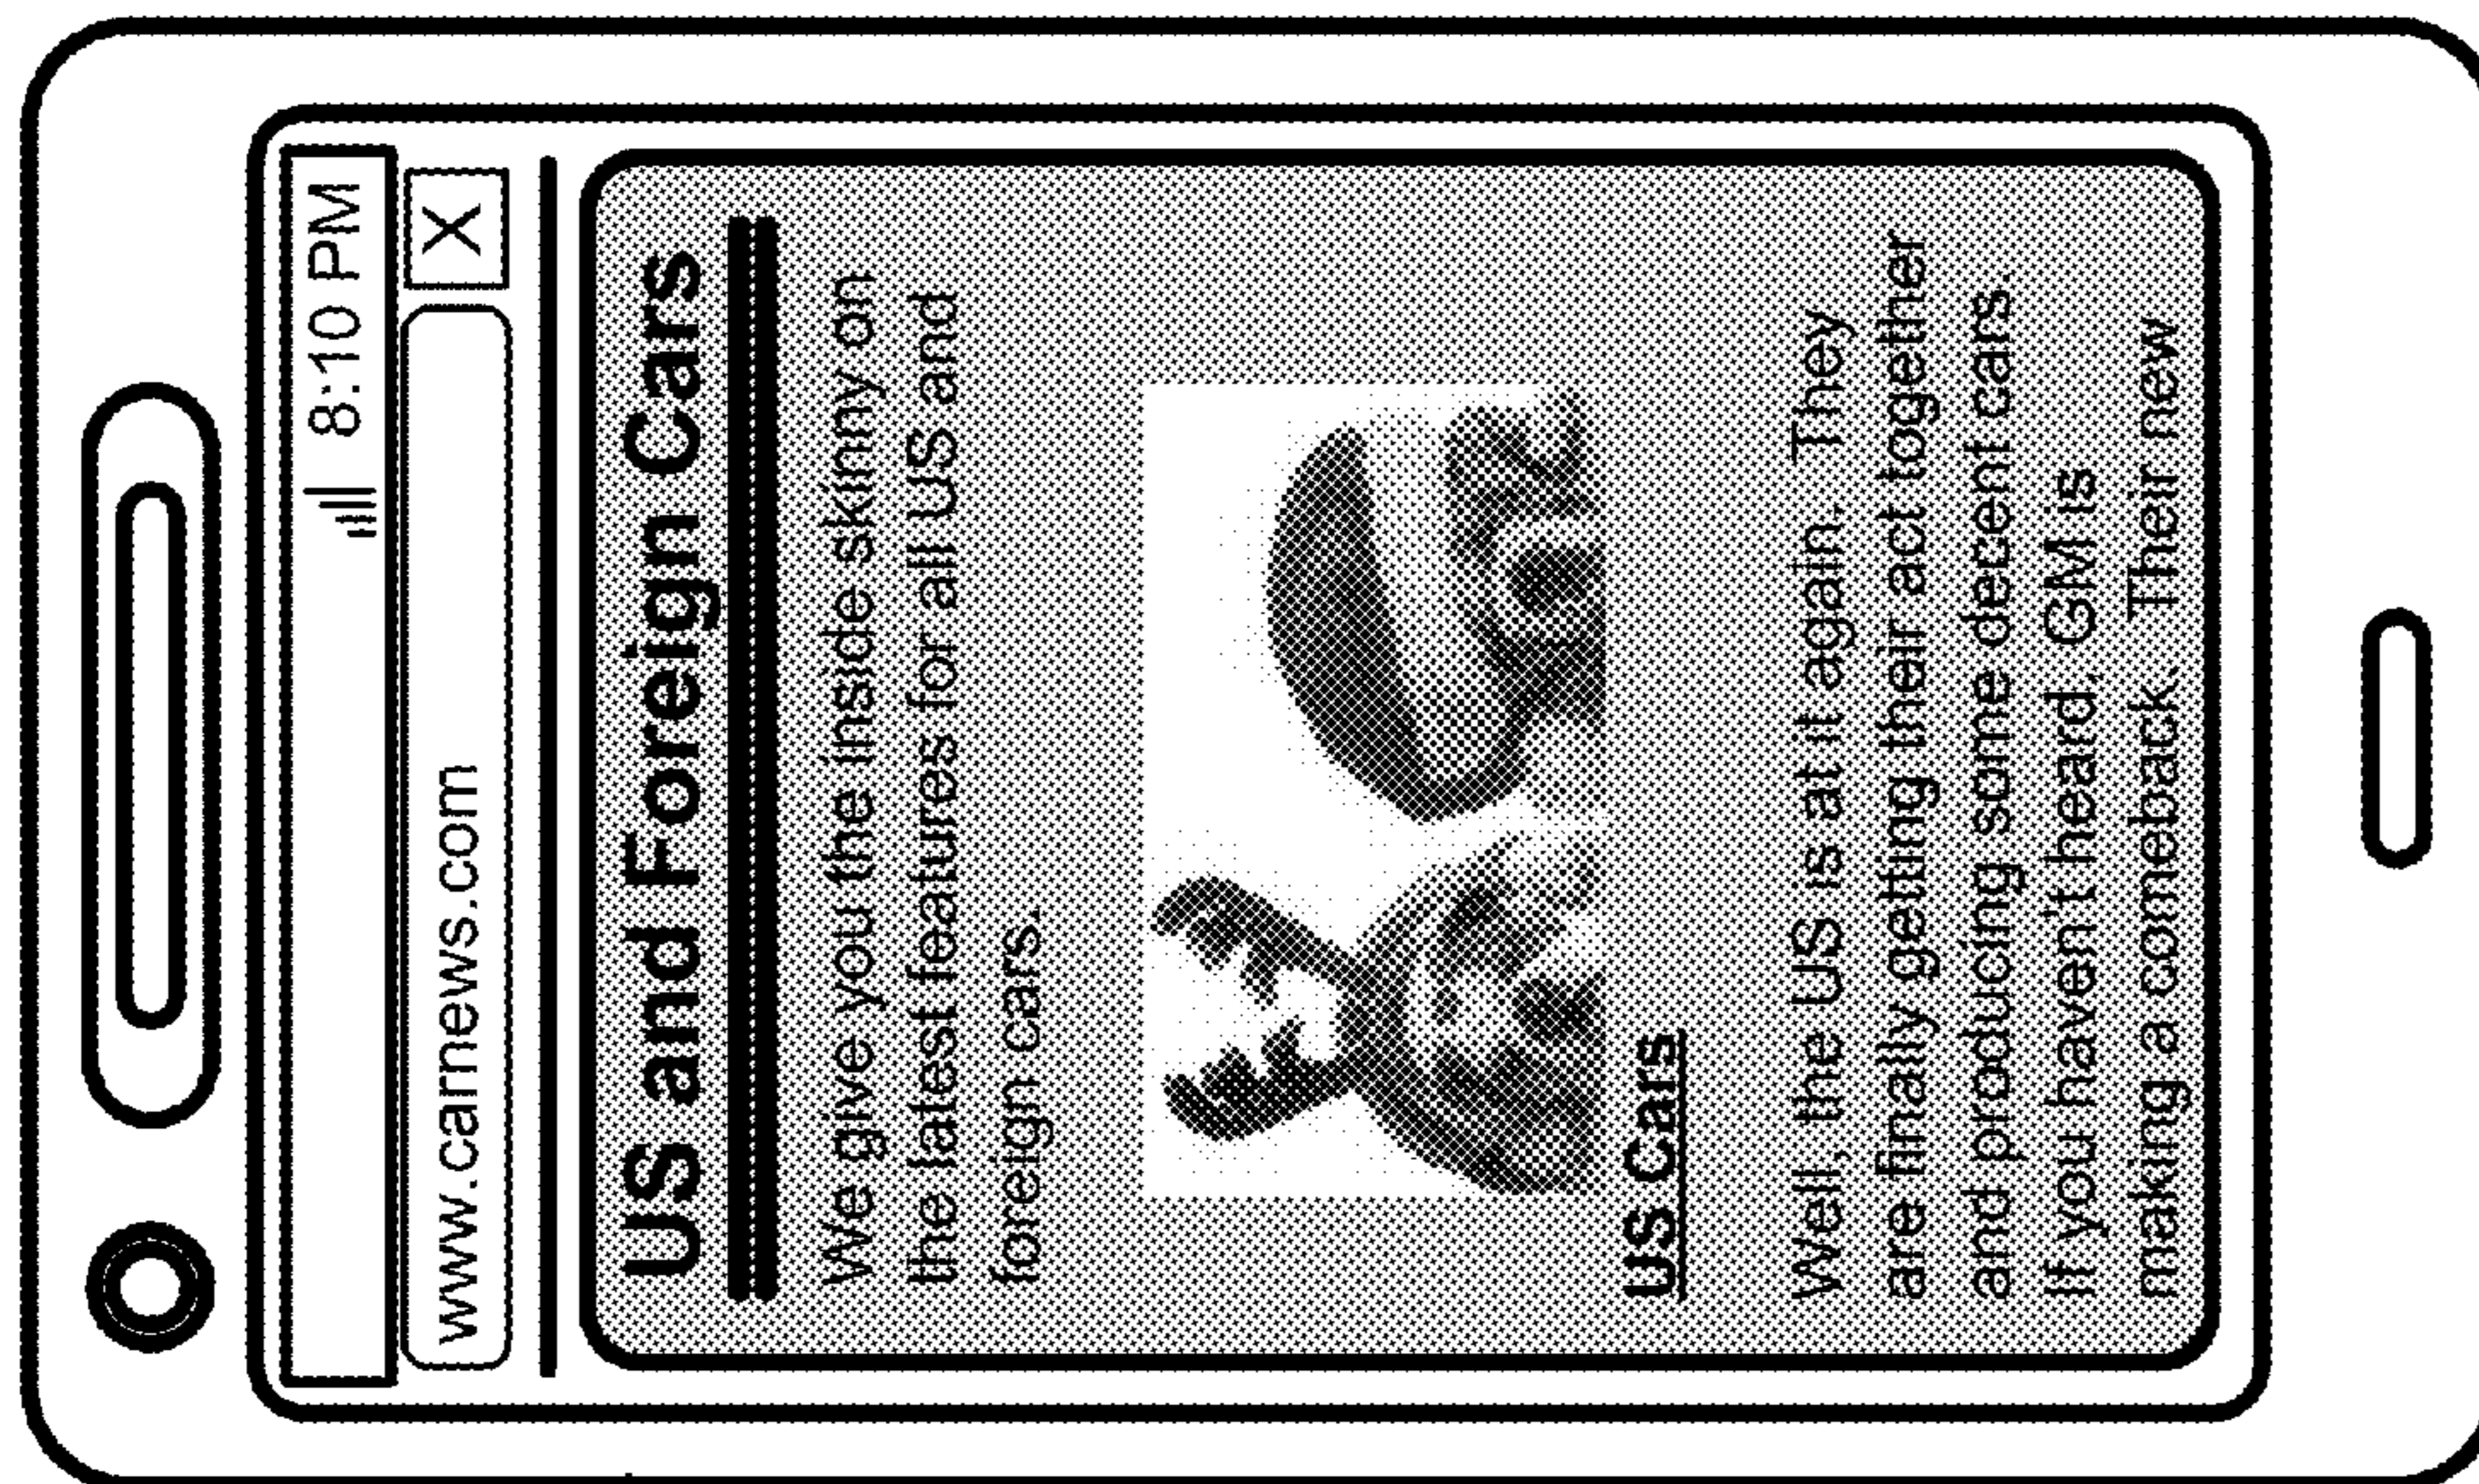 8:10 PM
www.carnews.com
X
US and Foreign Cars
We give you the inside skinny on
the latest features for all US and
foreign cars.
US Cars
Well, the US is at it again. They
are finally getting their act together
and producing some decent cars.
If you haven't heard, GM is
making a comeback. Their new